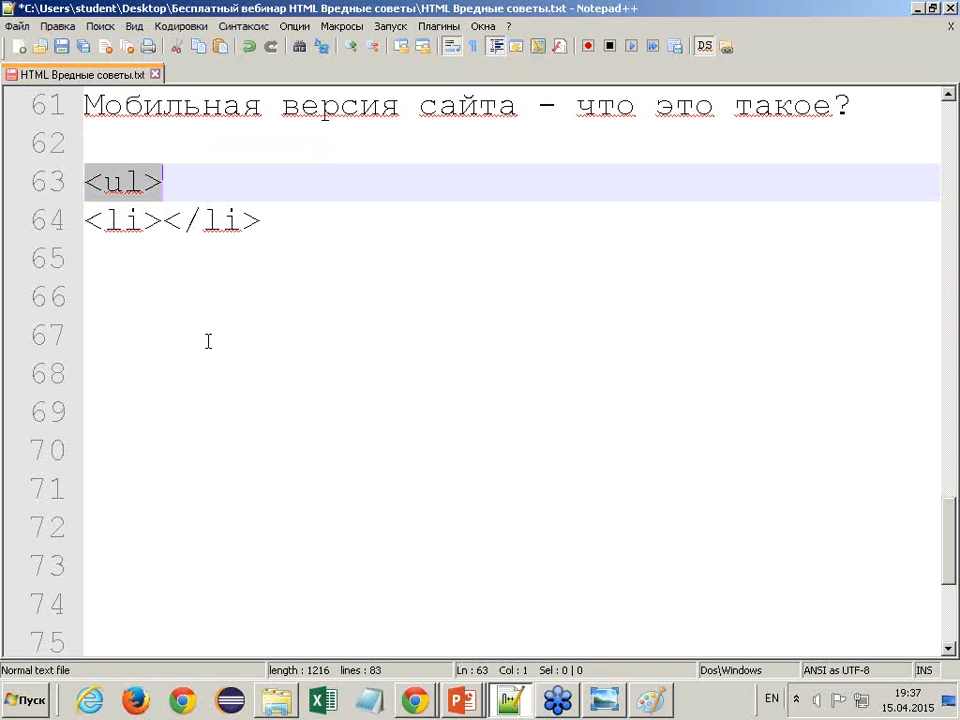 *C:\Users\student\Desktop\Бесплатный вебинар HTML Вредные советы\HTML Вредные советы.txt - Notepad++
Файл Правка Поиск Вид Кодировки Синтаксис Опции Макросы Запуск Плагины Окна ? X
HTML Вредные советы.txt
61 Мобильная версия сайта - что это такое?
62
63 <ul>
64 <li></li>
65
66
67
68
69
70
71
72
73
74
75
Normal text file length : 1216 lines : 83 Ln : 63 Col : 1 Sel : 0 | 0 Dos\Windows ANSI as UTF-8 INS
Пуск EN 19:37
15.04.2015